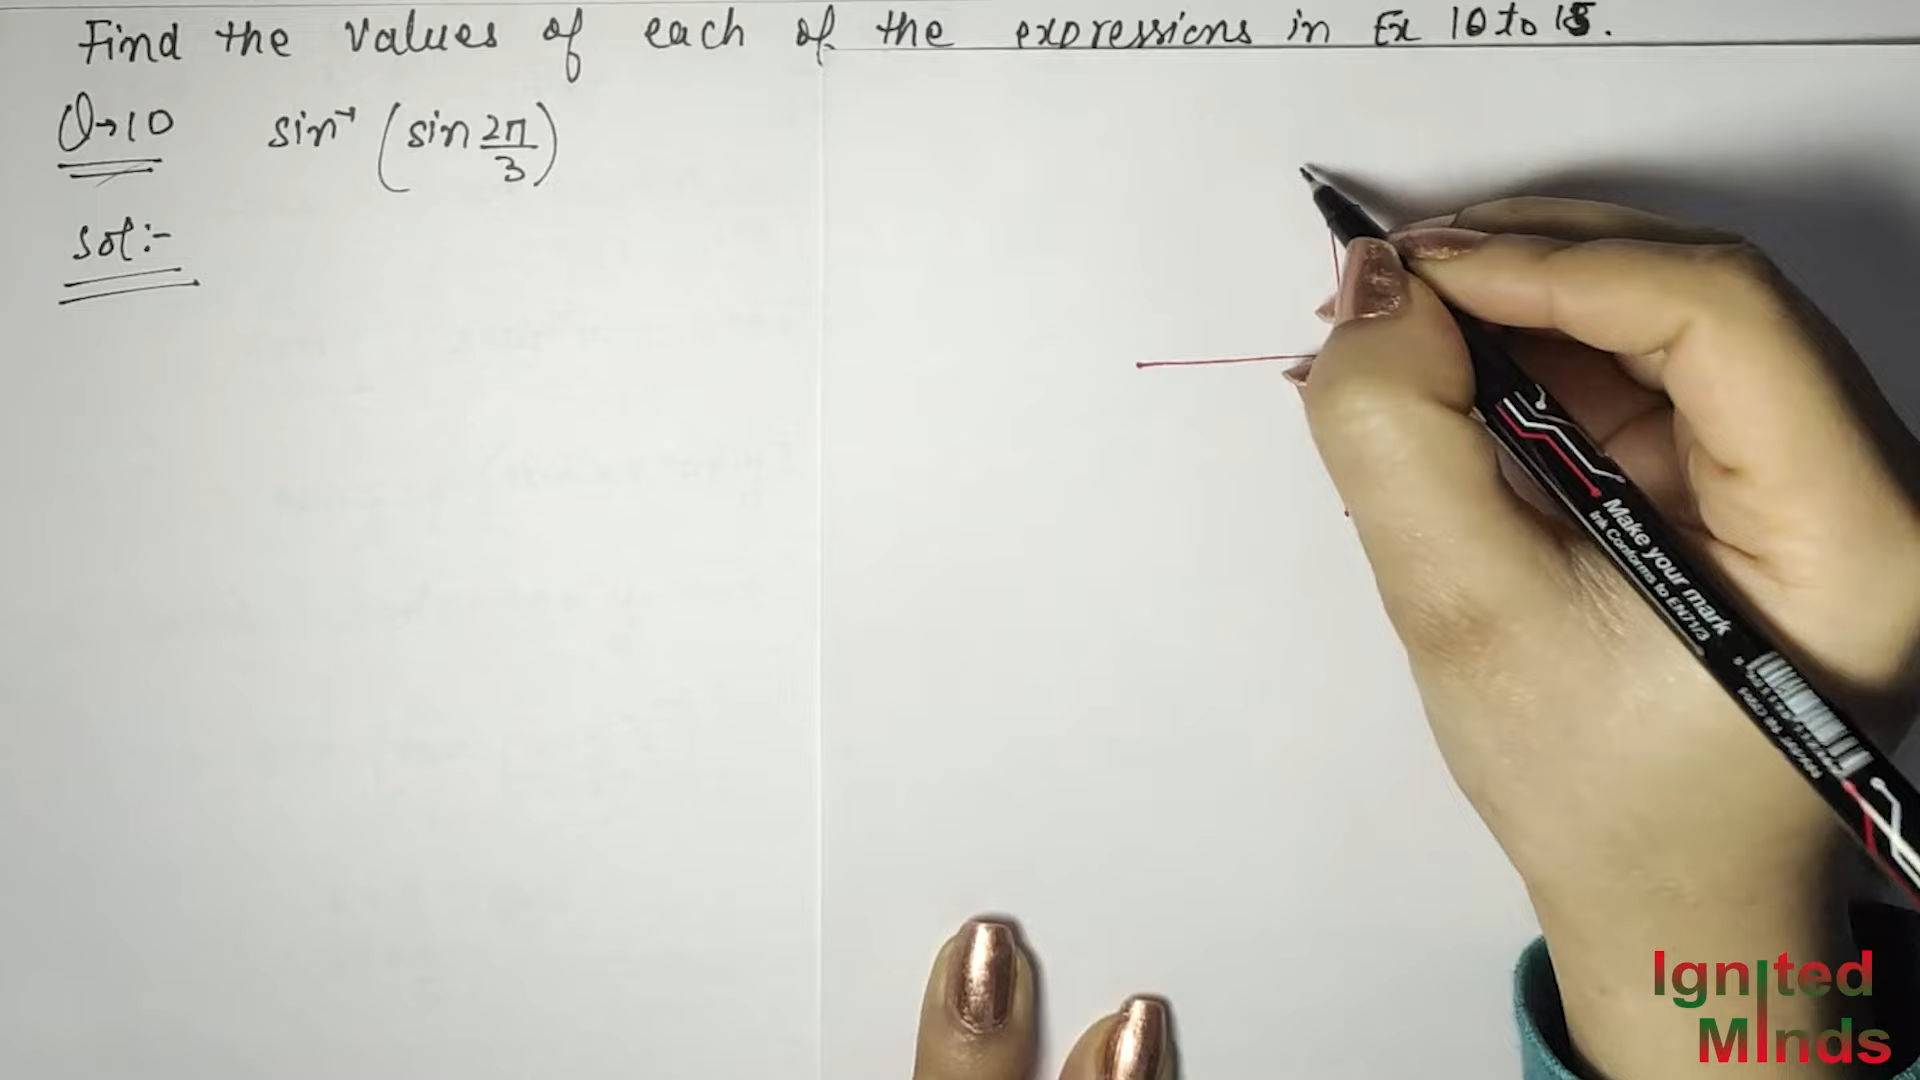 Find the values of each of the expressions in Ex 10 to 15.
Q→10 sin⁻¹ (sin 2π/3)
Sol:-
Make your mark
Ink Conforms to EN71/3
Ignited
Minds